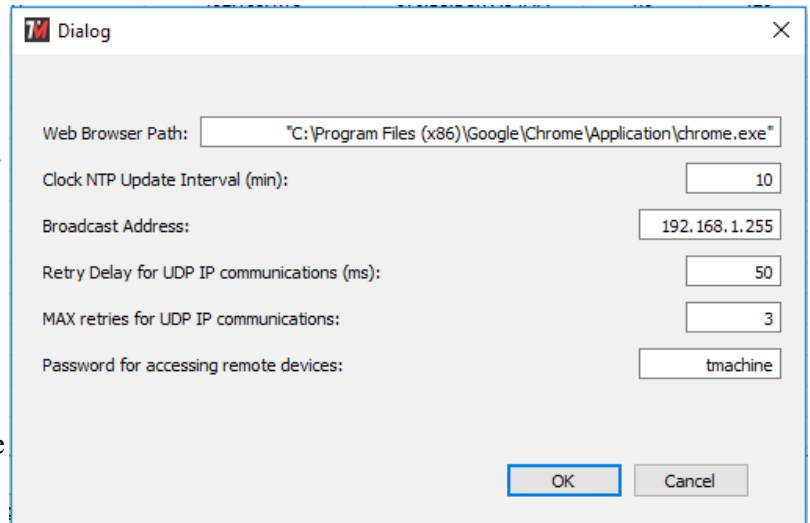 Dialog
Web Browser Path: "C:\Program Files (x86)\Google\Chrome\Application\chrome.exe"
Clock NTP Update Interval (min): 10
Broadcast Address: 192.168.1.255
Retry Delay for UDP IP communications (ms): 50
MAX retries for UDP IP communications: 3
Password for accessing remote devices: tmachine
e
OK Cancel